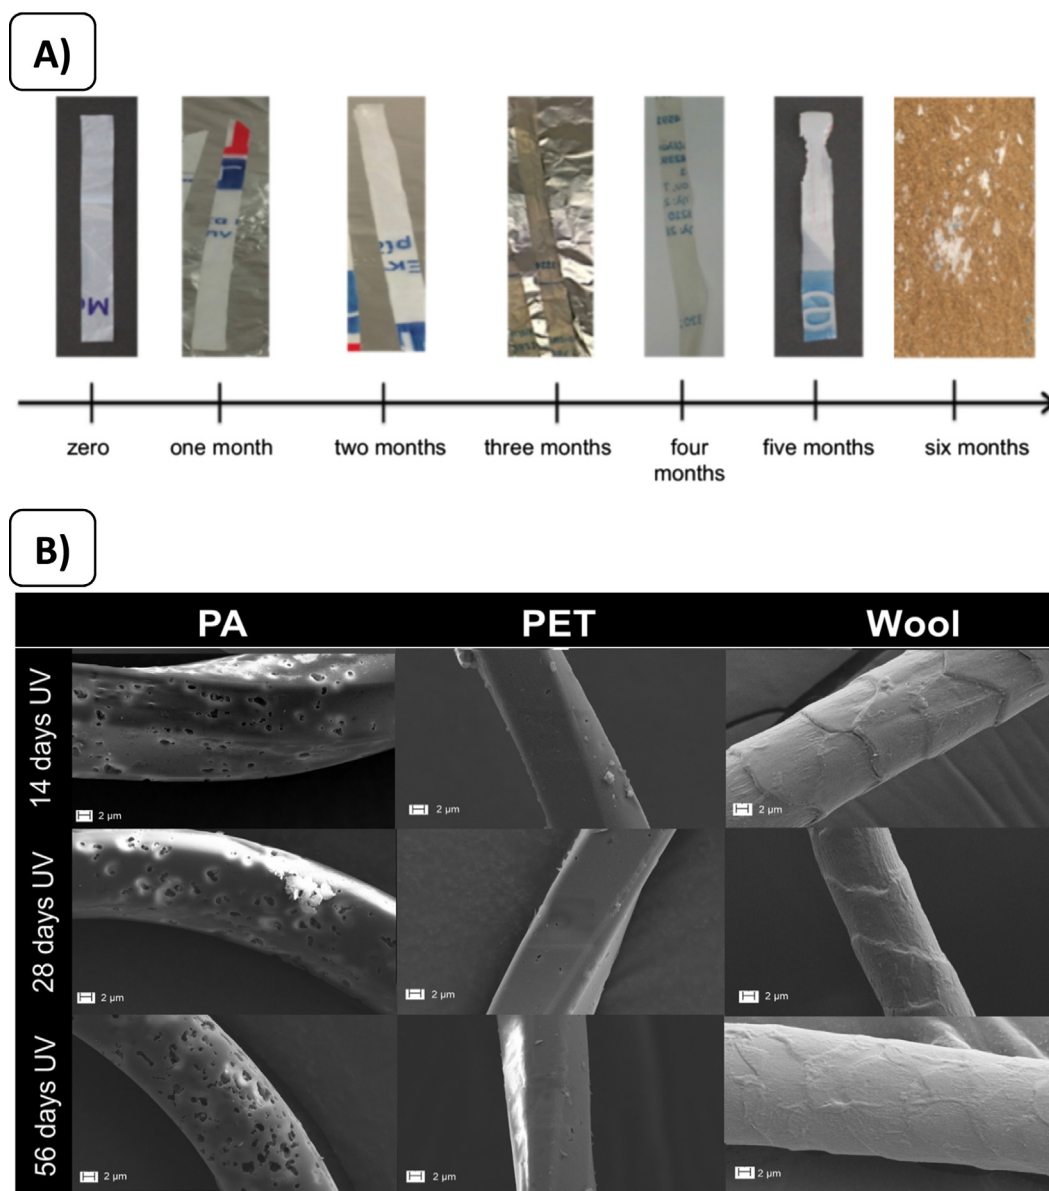 A)
zero
one month
two months
three months
four
months
five months
six months
B)
PA
PET
Wool
14 days UV
2 µm
2 µm
2 µm
28 days UV
2 µm
2 µm
2 µm
56 days UV
2 µm
2 µm
2 µm